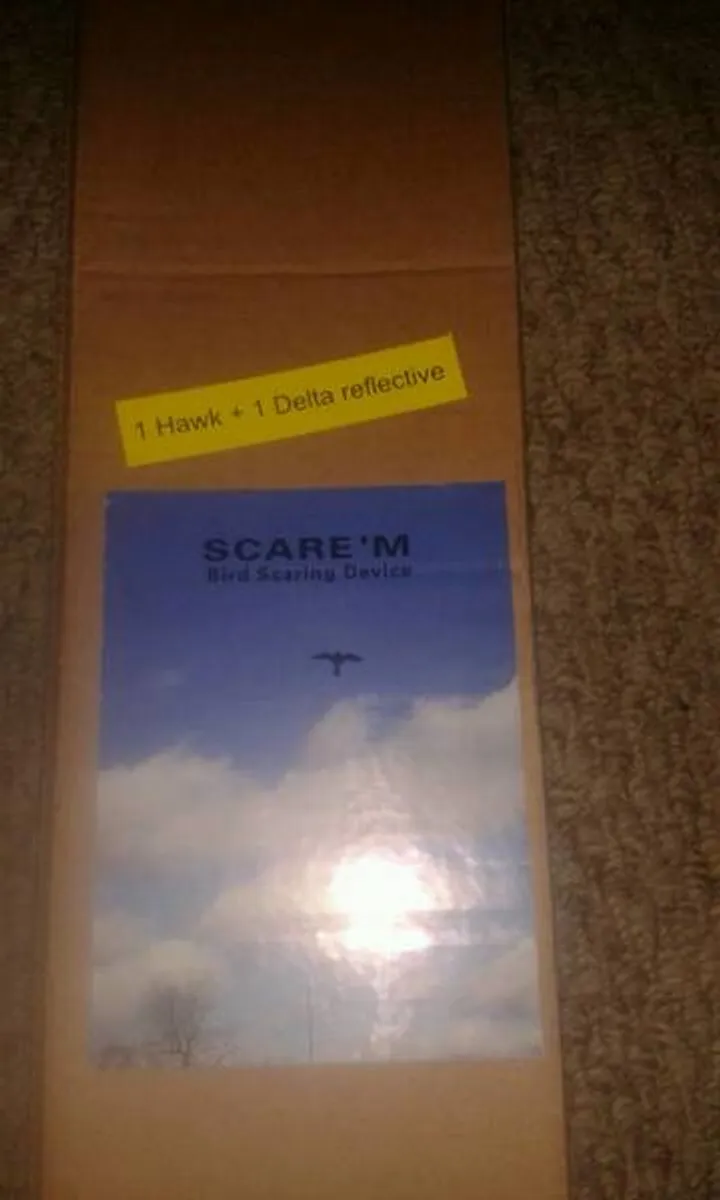 1 Hawk + 1 Delta reflective
SCARE'M
Bird Scaring Device